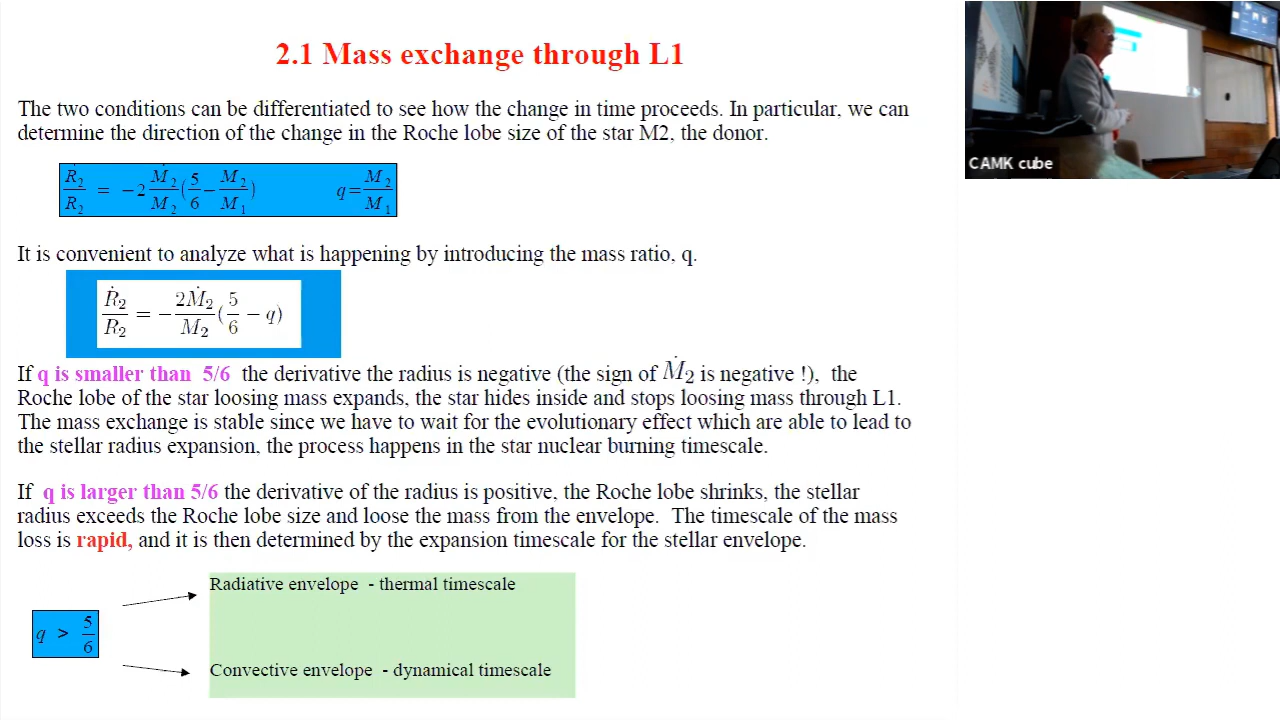 2.1 Mass exchange through L1
The two conditions can be differentiated to see how the change in time proceeds. In particular, we can
determine the direction of the change in the Roche lobe size of the star M2, the donor.
Ṙ₂/R₂ = −2 Ṁ₂/M₂ (5/6 − M₂/M₁) q = M₂/M₁
It is convenient to analyze what is happening by introducing the mass ratio, q.
Ṙ₂/R₂ = − 2Ṁ₂/M₂ (5/6 − q)
If q is smaller than 5/6 the derivative the radius is negative (the sign of Ṁ₂ is negative !), the
Roche lobe of the star loosing mass expands, the star hides inside and stops loosing mass through L1.
The mass exchange is stable since we have to wait for the evolutionary effect which are able to lead to
the stellar radius expansion, the process happens in the star nuclear burning timescale.
If q is larger than 5/6 the derivative of the radius is positive, the Roche lobe shrinks, the stellar
radius exceeds the Roche lobe size and loose the mass from the envelope. The timescale of the mass
loss is rapid, and it is then determined by the expansion timescale for the stellar envelope.
Radiative envelope - thermal timescale
q > 5/6
Convective envelope - dynamical timescale
CAMK cube